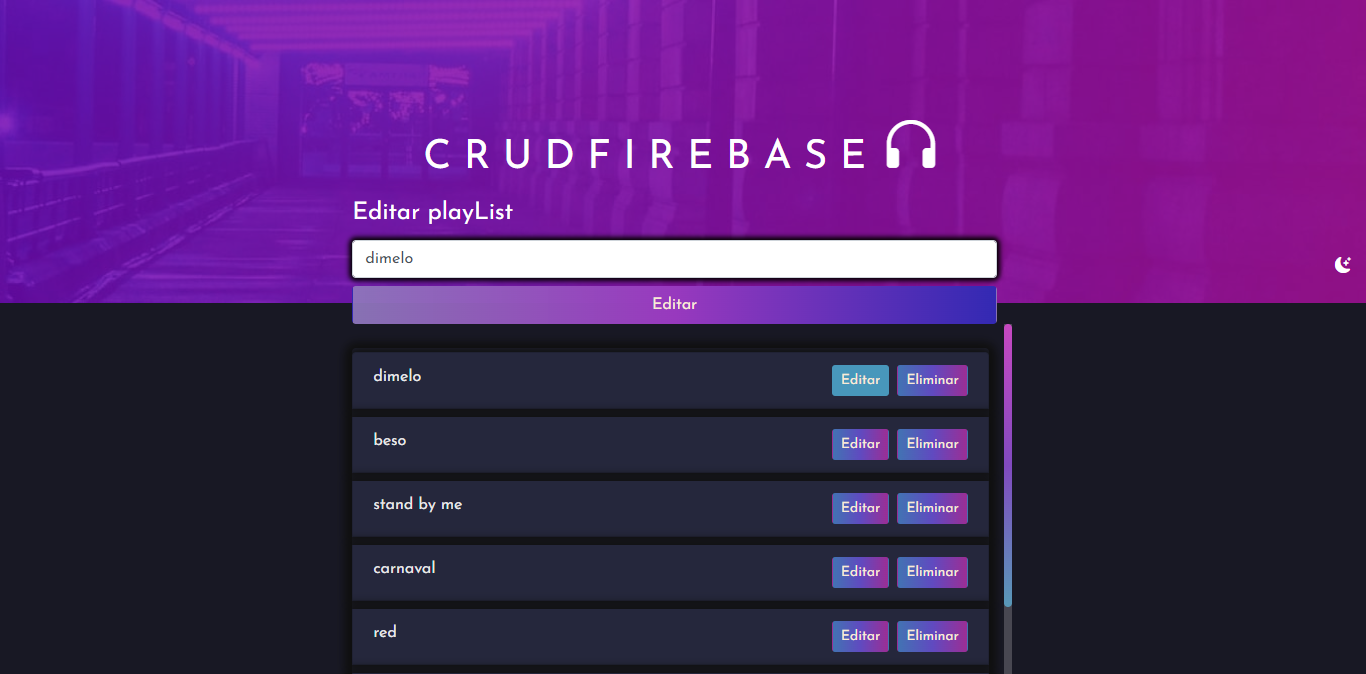 CRUDFIREBASE
Editar playList
dimelo
Editar
dimelo Editar Eliminar
beso Editar Eliminar
stand by me Editar Eliminar
carnaval Editar Eliminar
red Editar Eliminar